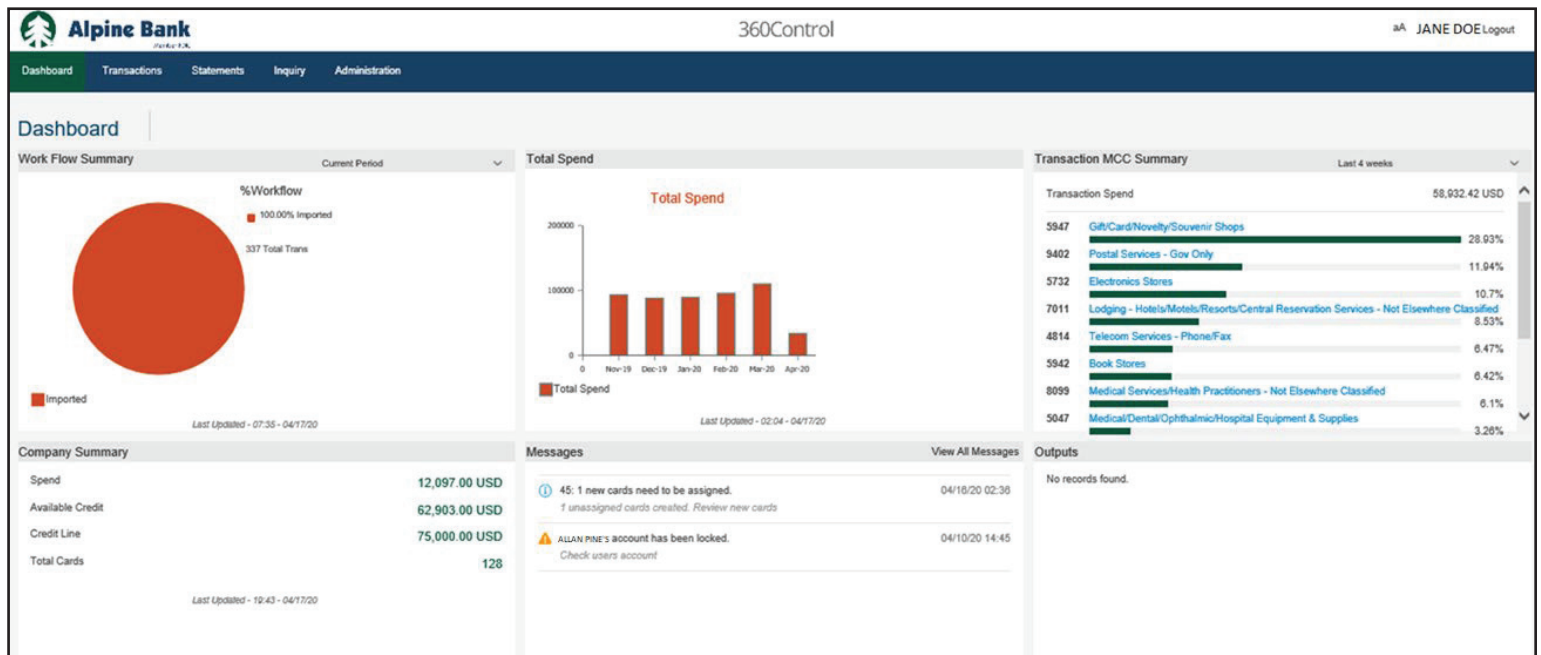 Alpine Bank
360Control
aA JANE DOE Logout
Dashboard Transactions Statements Inquiry Administration
Dashboard
Work Flow Summary Current Period
%Workflow
100.00% Imported
337 Total Trans
Imported
Last Updated - 07:35 - 04/17/20
Total Spend
Total Spend
200000
100000
0
0 Nov-19 Dec-19 Jan-20 Feb-20 Mar-20 Apr-20
Total Spend
Last Updated - 02:04 - 04/17/20
Transaction MCC Summary Last 4 weeks
Transaction Spend 58,932.42 USD
5947 Gift/Card/Novelty/Souvenir Shops
28.93%
9402 Postal Services - Gov Only
11.94%
5732 Electronics Stores
10.7%
7011 Lodging - Hotels/Motels/Resorts/Central Reservation Services - Not Elsewhere Classified
8.53%
4814 Telecom Services - Phone/Fax
6.47%
5942 Book Stores
6.42%
8099 Medical Services/Health Practitioners - Not Elsewhere Classified
6.1%
5047 Medical/Dental/Ophthalmic/Hospital Equipment & Supplies
3.26%
Company Summary
Spend 12,097.00 USD
Available Credit 62,903.00 USD
Credit Line 75,000.00 USD
Total Cards 128
Last Updated - 19:43 - 04/17/20
Messages View All Messages
45: 1 new cards need to be assigned. 04/16/20 02:36
1 unassigned cards created. Review new cards
ALLAN PINE'S account has been locked. 04/10/20 14:45
Check users account
Outputs
No records found.